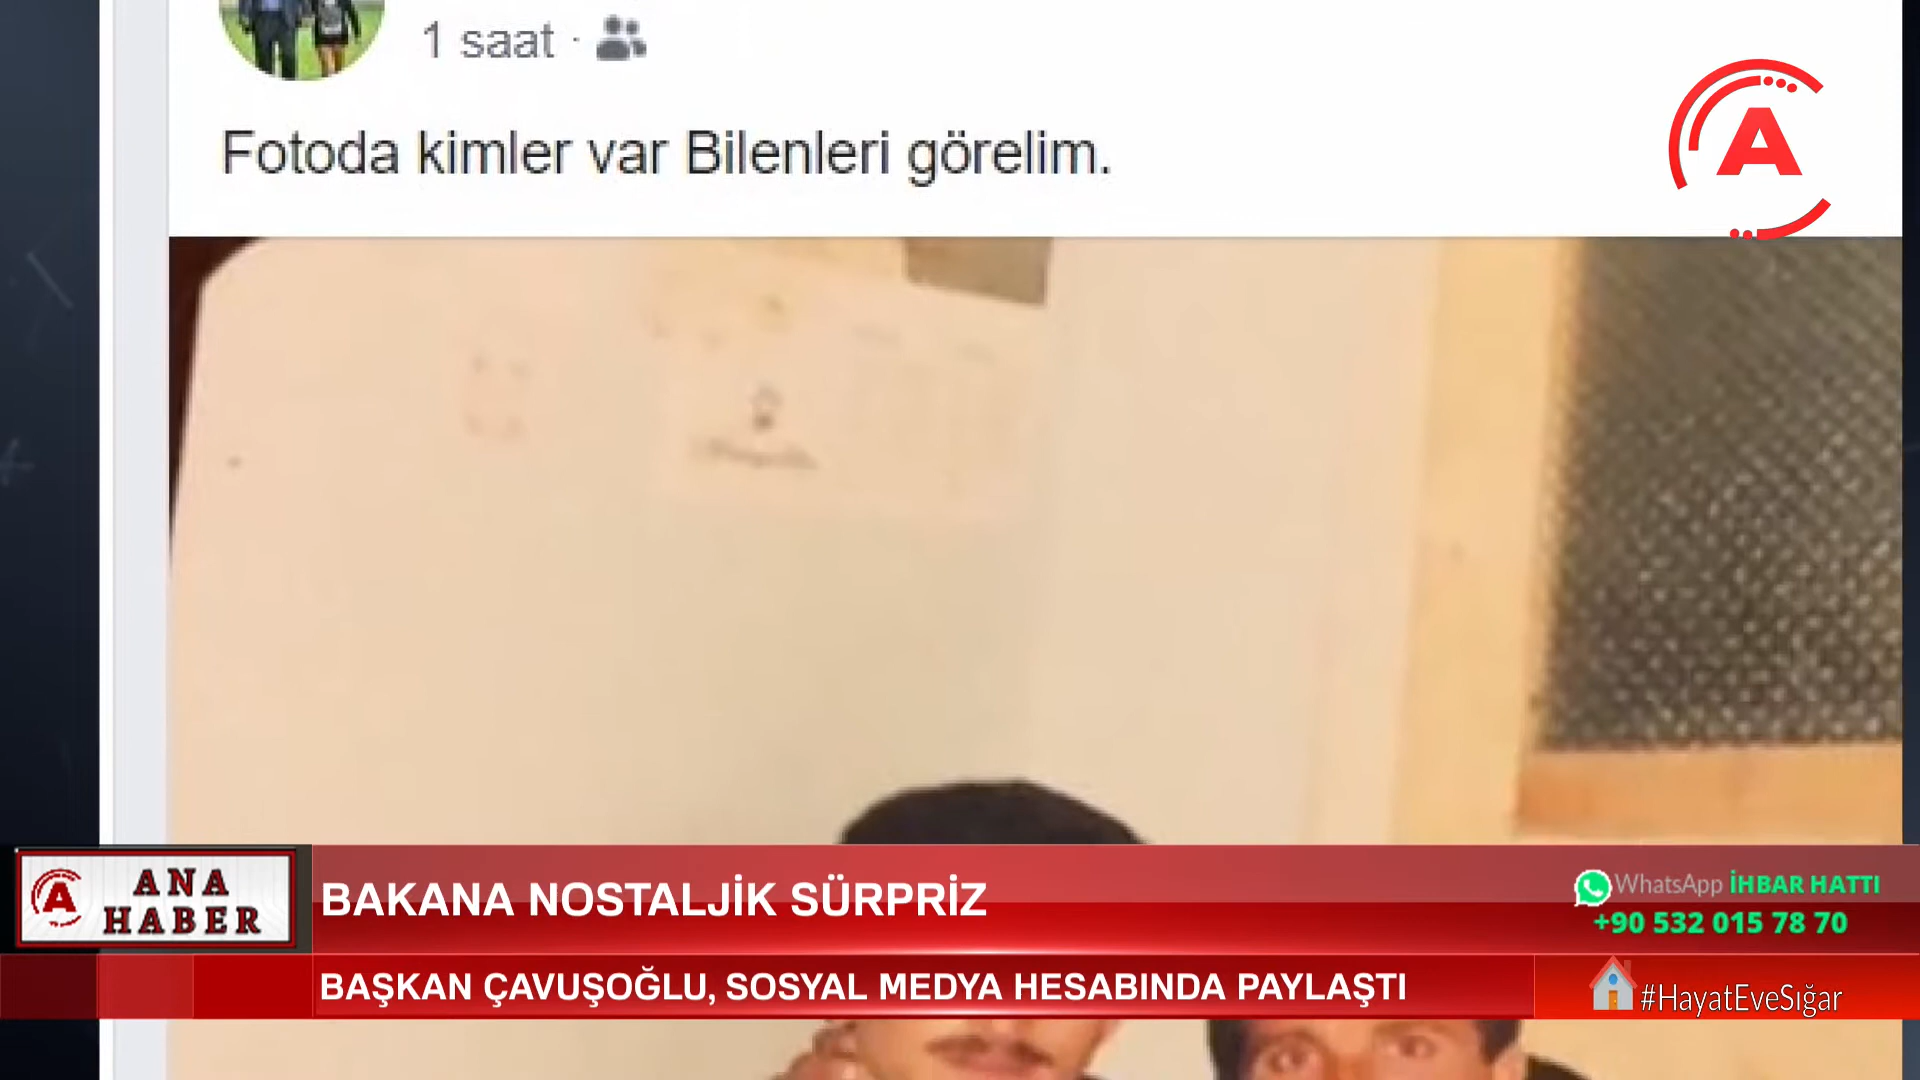 1 saat ·
Fotoda kimler var Bilenleri görelim.
A
A
ANA
HABER
BAKANA NOSTALJİK SÜRPRİZ
WhatsApp İHBAR HATTI
+90 532 015 78 70
BAŞKAN ÇAVUŞOĞLU, SOSYAL MEDYA HESABINDA PAYLAŞTI
#HayatEveSığar